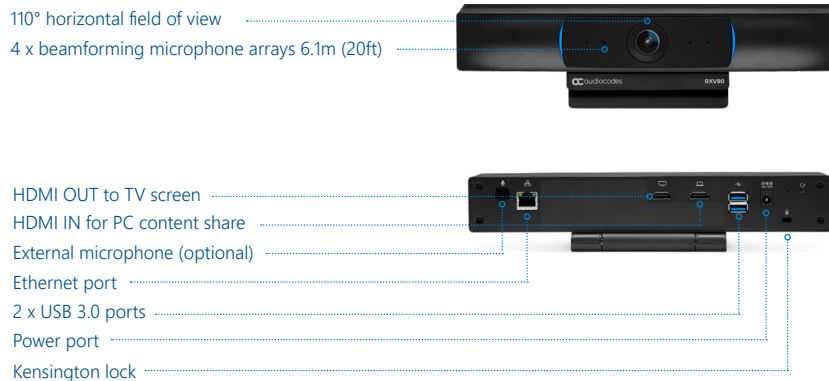 110° horizontal field of view
4 x beamforming microphone arrays 6.1m (20ft)
audiocodes
RXV80
HDMI OUT to TV screen
HDMI IN for PC content share
External microphone (optional)
Ethernet port
2 x USB 3.0 ports
Power port
Kensington lock